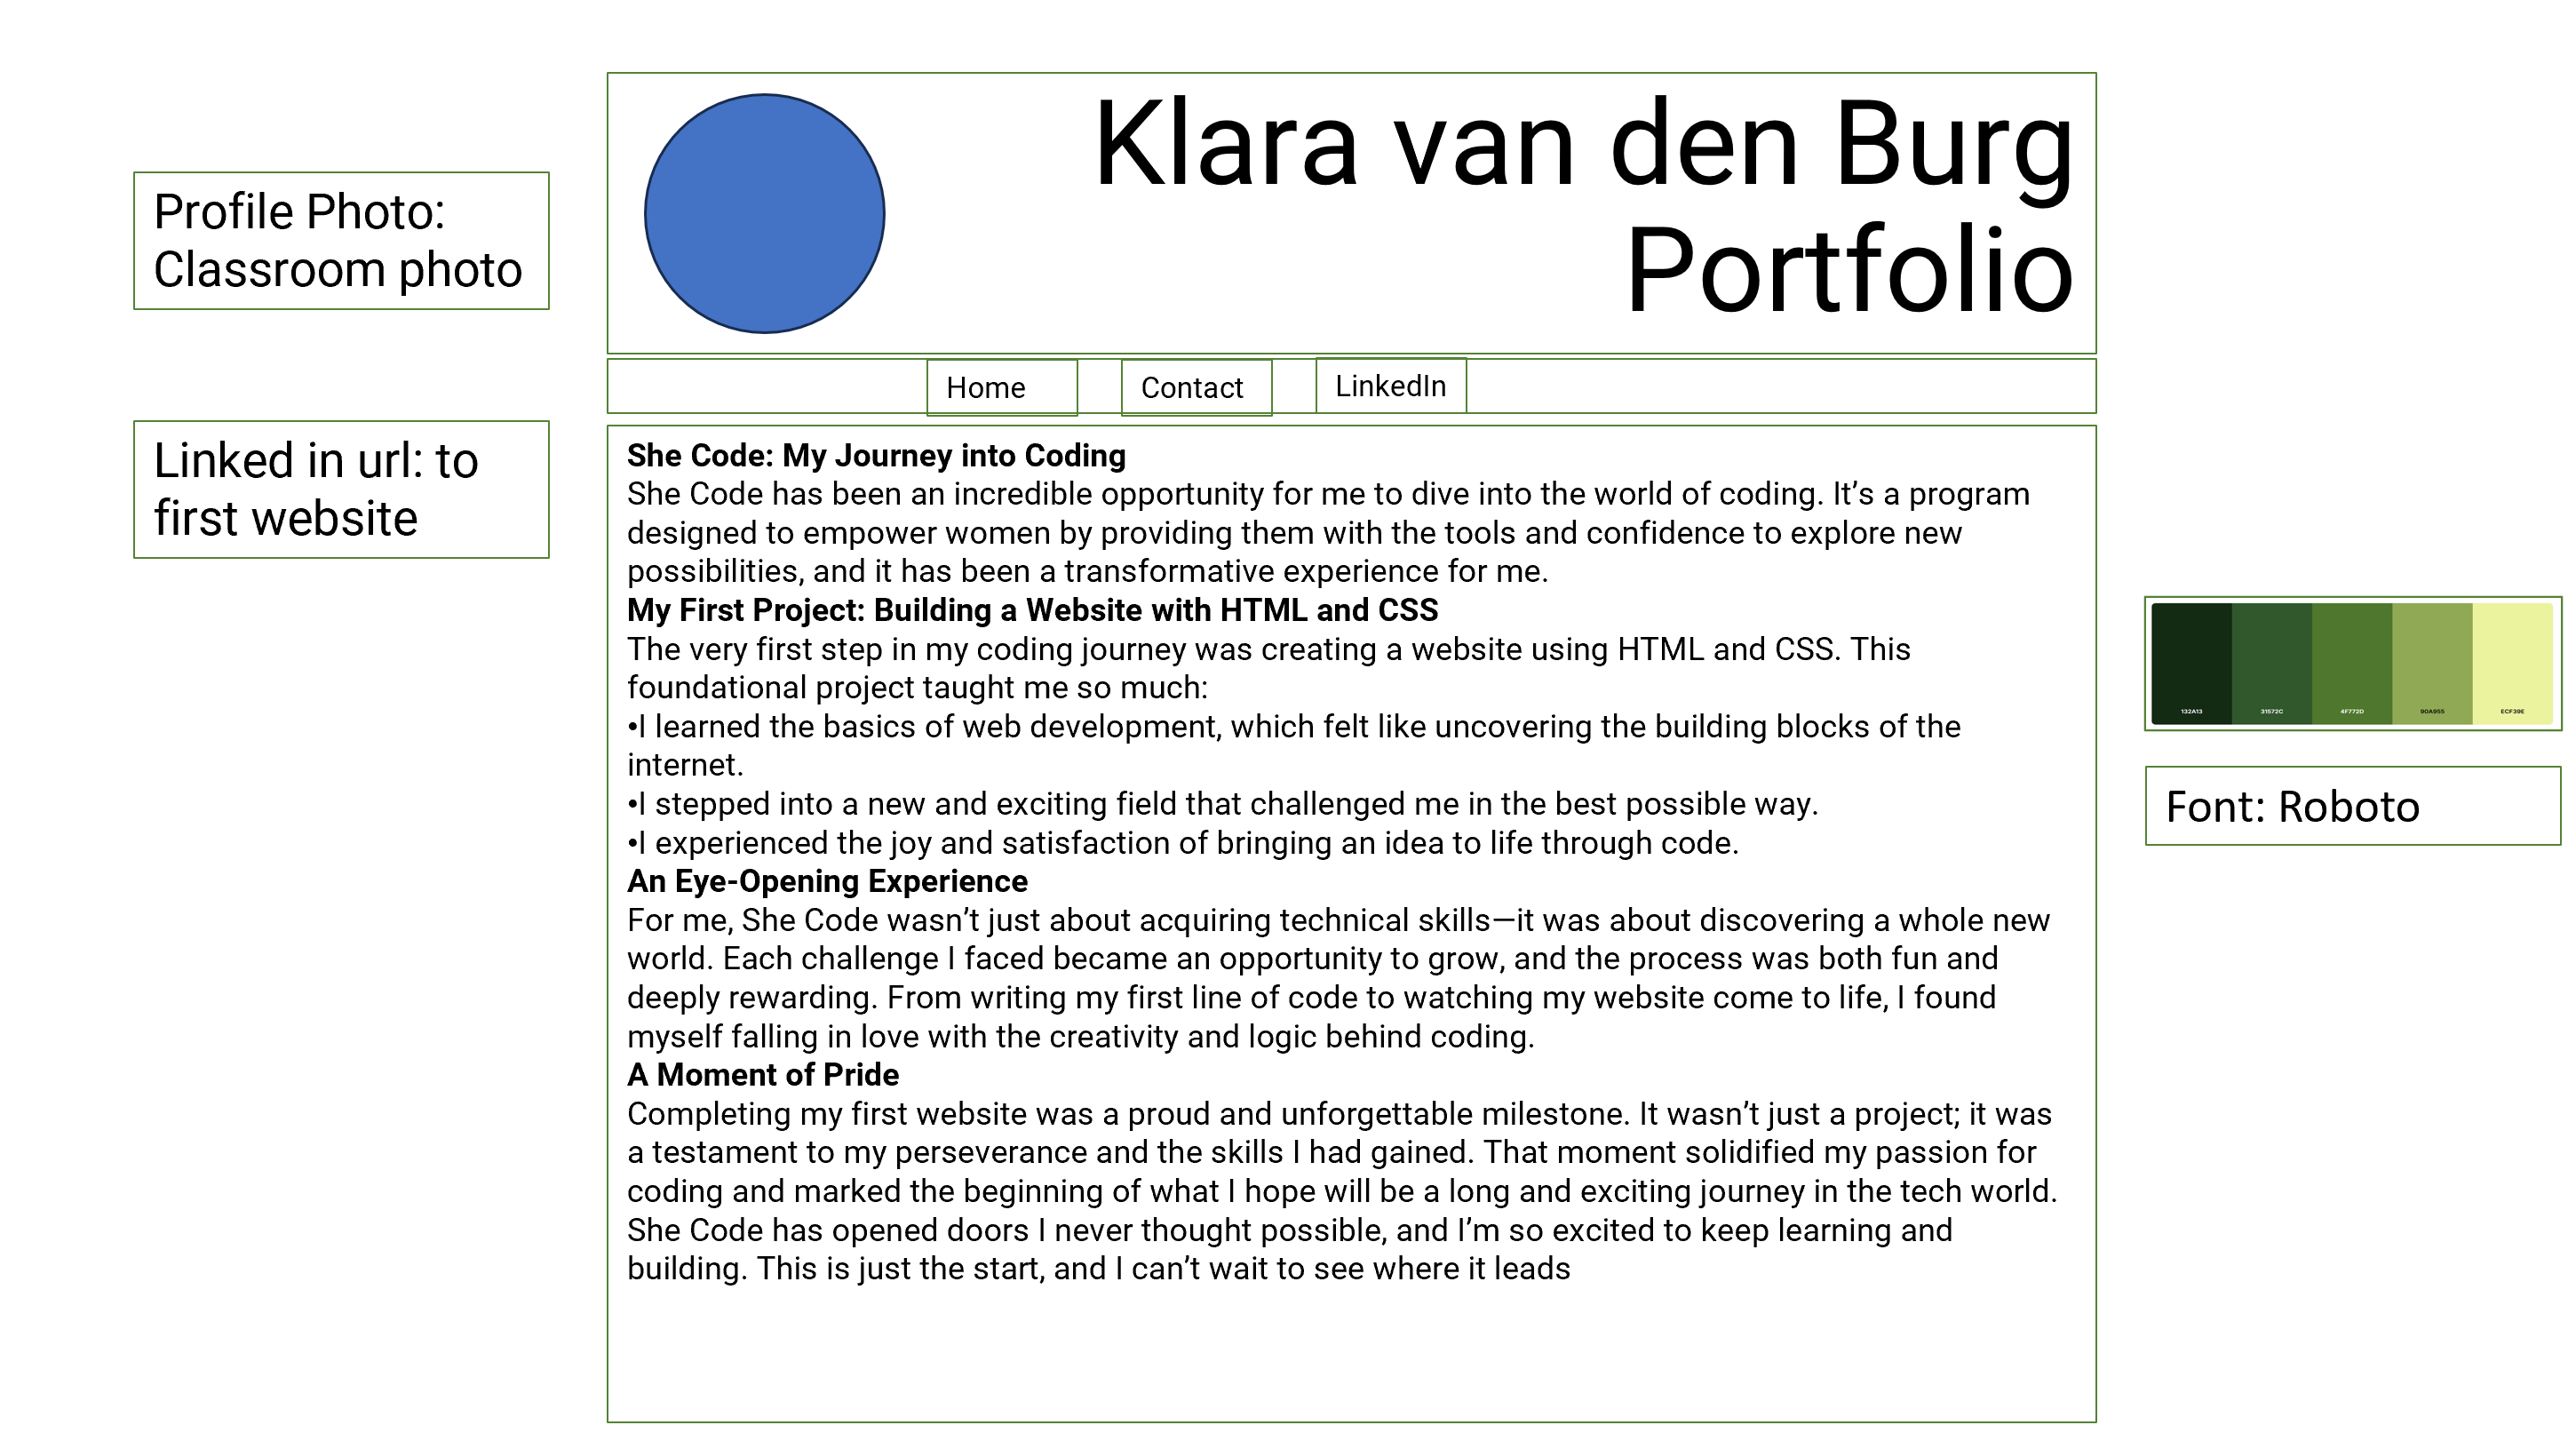 Profile Photo:
Classroom photo
Linked in url: to
first website
Klara van den Burg
Portfolio
Home
Contact
LinkedIn
She Code: My Journey into Coding
She Code has been an incredible opportunity for me to dive into the world of coding. It’s a program
designed to empower women by providing them with the tools and confidence to explore new
possibilities, and it has been a transformative experience for me.
My First Project: Building a Website with HTML and CSS
The very first step in my coding journey was creating a website using HTML and CSS. This
foundational project taught me so much:
•I learned the basics of web development, which felt like uncovering the building blocks of the
internet.
•I stepped into a new and exciting field that challenged me in the best possible way.
•I experienced the joy and satisfaction of bringing an idea to life through code.
An Eye-Opening Experience
For me, She Code wasn’t just about acquiring technical skills—it was about discovering a whole new
world. Each challenge I faced became an opportunity to grow, and the process was both fun and
deeply rewarding. From writing my first line of code to watching my website come to life, I found
myself falling in love with the creativity and logic behind coding.
A Moment of Pride
Completing my first website was a proud and unforgettable milestone. It wasn’t just a project; it was
a testament to my perseverance and the skills I had gained. That moment solidified my passion for
coding and marked the beginning of what I hope will be a long and exciting journey in the tech world.
She Code has opened doors I never thought possible, and I’m so excited to keep learning and
building. This is just the start, and I can’t wait to see where it leads
132A13
31572C
4F772D
90A955
ECF39E
Font: Roboto